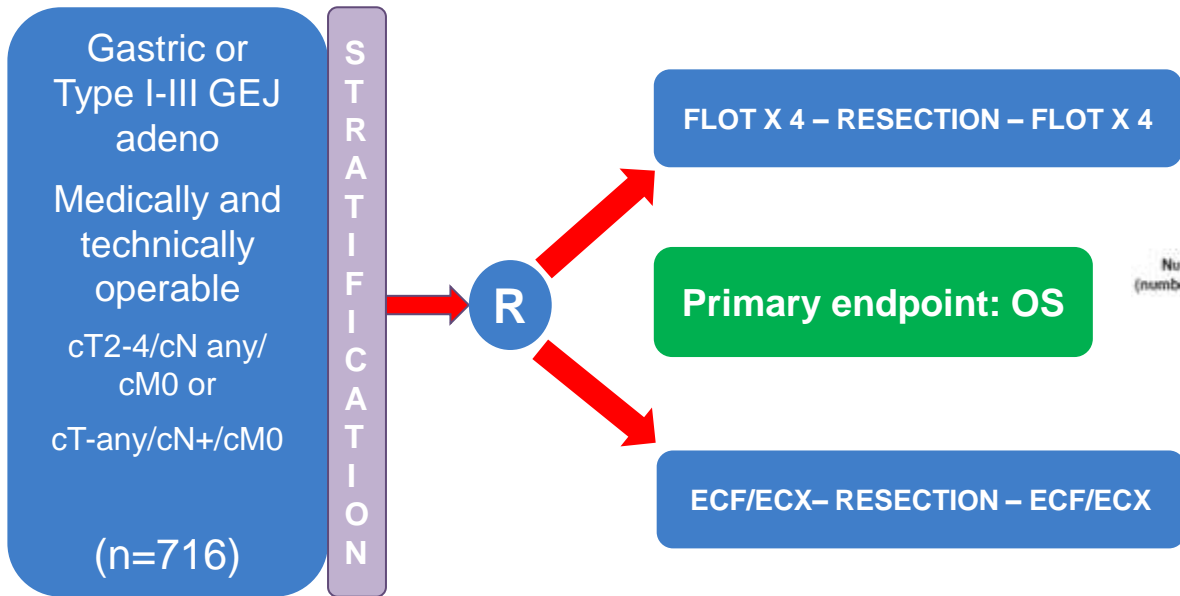 Gastric or
Type I-III GEJ
adeno
Medically and
technically
operable
cT2-4/cN any/
cM0 or
cT-any/cN+/cM0
(n=716)
STRATIFICATION
R
FLOT X 4 – RESECTION – FLOT X 4
Primary endpoint: OS
ECF/ECX– RESECTION – ECF/ECX